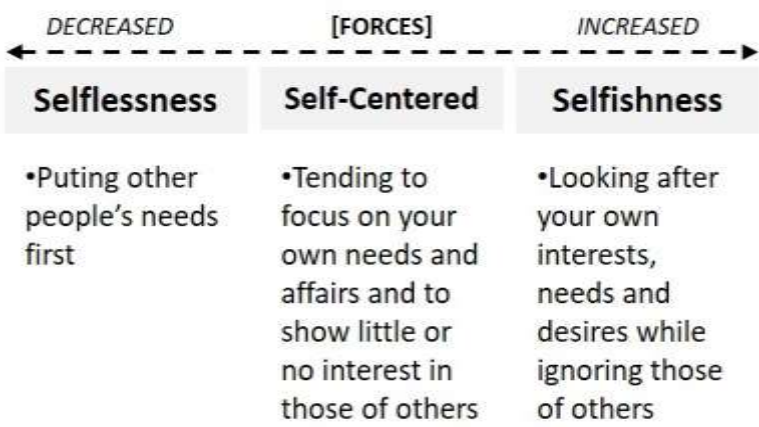 DECREASED [FORCES] INCREASED
Selflessness Self-Centered Selfishness
•Puting other
people's needs
first
•Tending to
focus on your
own needs and
affairs and to
show little or
no interest in
those of others
•Looking after
your own
interests,
needs and
desires while
ignoring those
of others